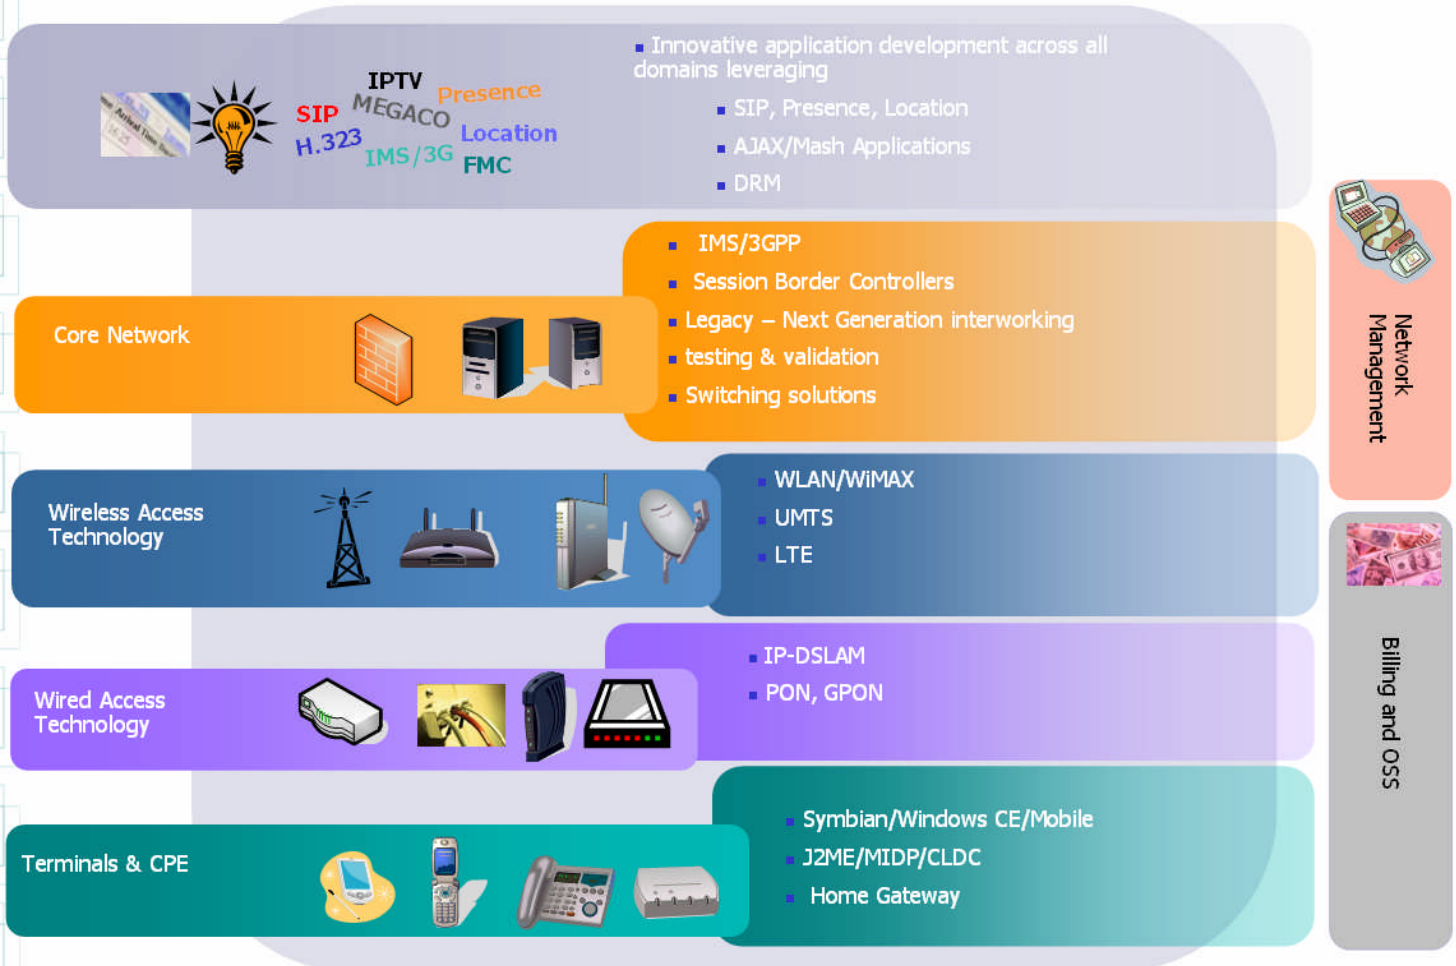 IPTV
Presence
SIP
MEGACO
Location
H.323
IMS/3G
FMC
Innovative application development across all
domains leveraging
SIP, Presence, Location
AJAX/Mash Applications
DRM
Core Network
IMS/3GPP
Session Border Controllers
Legacy – Next Generation interworking
testing & validation
Switching solutions
Wireless Access
Technology
WLAN/WiMAX
UMTS
LTE
Wired Access
Technology
IP-DSLAM
PON, GPON
Terminals & CPE
Symbian/Windows CE/Mobile
J2ME/MIDP/CLDC
Home Gateway
Network
Management
Billing and OSS